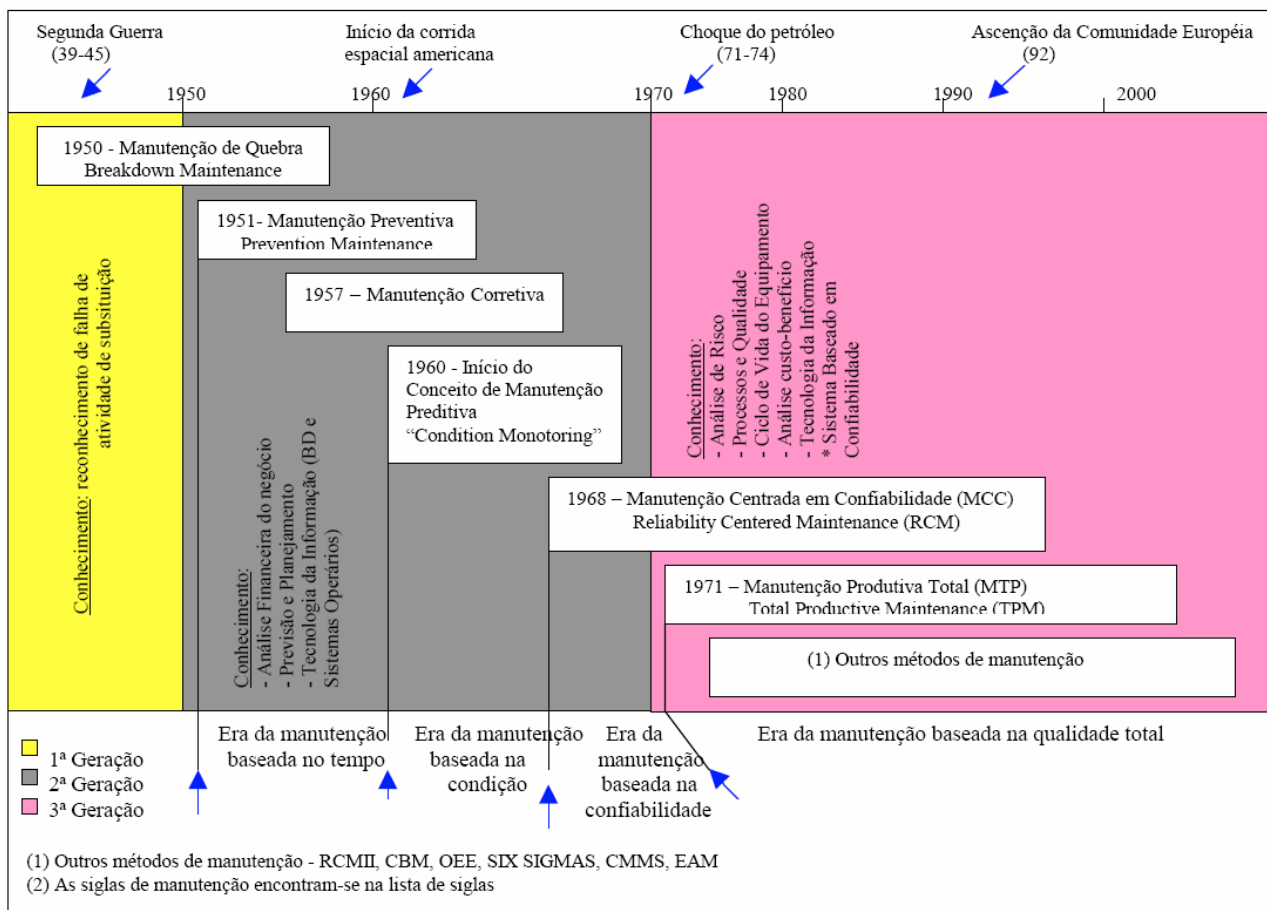 Segunda Guerra
(39-45)
Início da corrida
espacial americana
Choque do petróleo
(71-74)
Ascenção da Comunidade Européia
(92)
1950
1960
1970
1980
1990
2000
1950 - Manutenção de Quebra
Breakdown Maintenance
1951- Manutenção Preventiva
Prevention Maintenance
1957 – Manutenção Corretiva
1960 - Início do
Conceito de Manutenção
Preditiva
“Condition Monotoring”
1968 – Manutenção Centrada em Confiabilidade (MCC)
Reliability Centered Maintenance (RCM)
1971 – Manutenção Produtiva Total (MTP)
Total Productive Maintenance (TPM)
(1) Outros métodos de manutenção
Conhecimento: reconhecimento de falha de
atividade de subsituição
Conhecimento:
- Análise Financeira do negócio
- Previsão e Planejamento
- Tecnologia da Informação (BD e
Sistemas Operários)
Conhecimento:
- Análise de Risco
- Processos e Qualidade
- Ciclo de Vida do Equipamento
- Análise custo-benefício
- Tecnologia da Informação
* Sistema Baseado em
Confiabilidade
1ª Geração
2ª Geração
3ª Geração
Era da manutenção
baseada no tempo
Era da manutenção
baseada na
condição
Era da
manutenção
baseada na
confiabilidade
Era da manutenção baseada na qualidade total
(1) Outros métodos de manutenção - RCMII, CBM, OEE, SIX SIGMAS, CMMS, EAM
(2) As siglas de manutenção encontram-se na lista de siglas